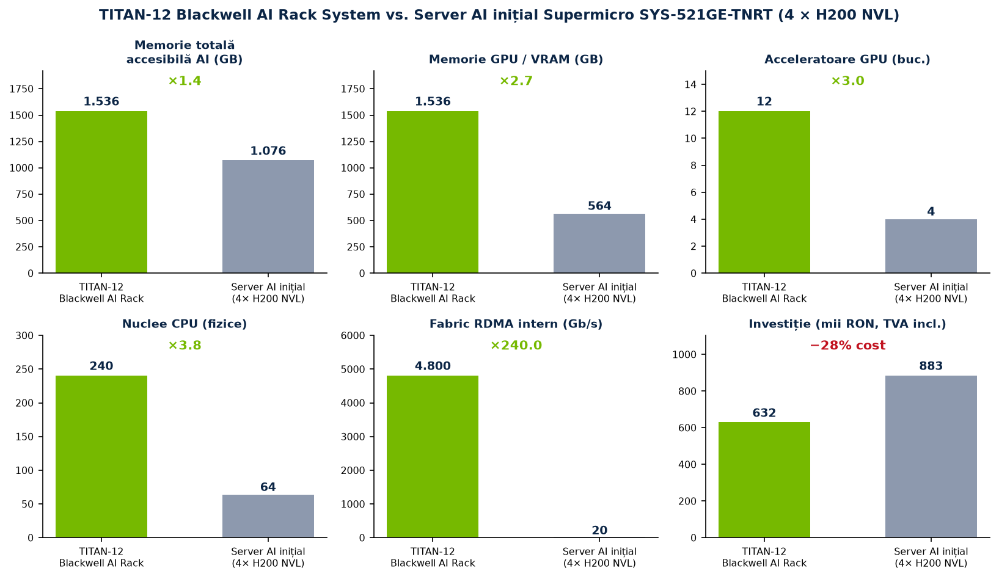 TITAN-12 Blackwell AI Rack System vs. Server AI inițial Supermicro SYS-521GE-TNRT (4 × H200 NVL)
Memorie totală
accesibilă AI (GB)
×1.4
1750
1500
1250
1000
750
500
250
0
1.536
1.076
TITAN-12
Blackwell AI Rack
Server AI inițial
(4× H200 NVL)
Memorie GPU / VRAM (GB)
×2.7
1750
1500
1250
1000
750
500
250
0
1.536
564
TITAN-12
Blackwell AI Rack
Server AI inițial
(4× H200 NVL)
Acceleratoare GPU (buc.)
×3.0
14
12
10
8
6
4
2
0
12
4
TITAN-12
Blackwell AI Rack
Server AI inițial
(4× H200 NVL)
Nuclee CPU (fizice)
×3.8
300
250
200
150
100
50
0
240
64
TITAN-12
Blackwell AI Rack
Server AI inițial
(4× H200 NVL)
Fabric RDMA intern (Gb/s)
×240.0
6000
5000
4000
3000
2000
1000
0
4.800
20
TITAN-12
Blackwell AI Rack
Server AI inițial
(4× H200 NVL)
Investiție (mii RON, TVA incl.)
−28% cost
1000
800
600
400
200
0
632
883
TITAN-12
Blackwell AI Rack
Server AI inițial
(4× H200 NVL)